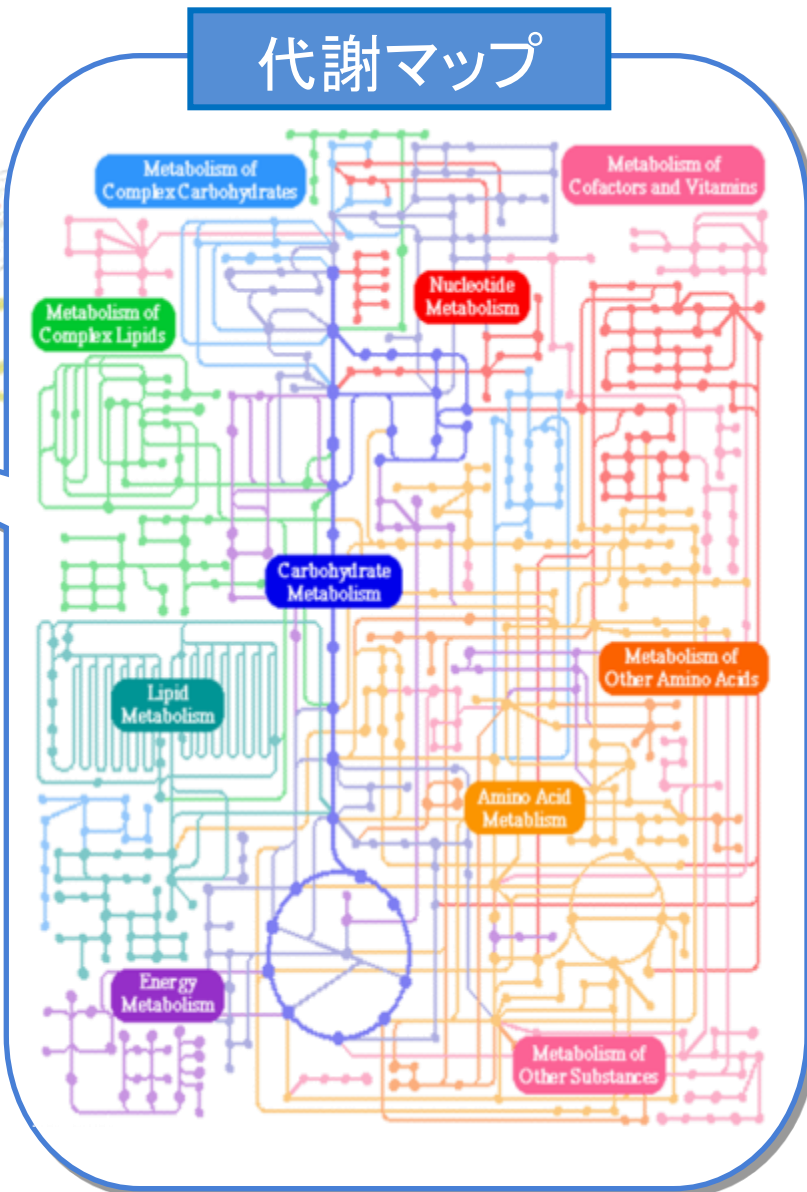 代謝マップ
Metabolism of
Complex Carbohydrates
Metabolism of
Cofactors and Vitamins
Nucleotide
Metabolism
Metabolism of
Complex Lipids
Carbohydrate
Metabolism
Metabolism of
Other Amino Acids
Lipid
Metabolism
Amino Acid
Metablism
Energy
Metabolism
Metabolism of
Other Substances